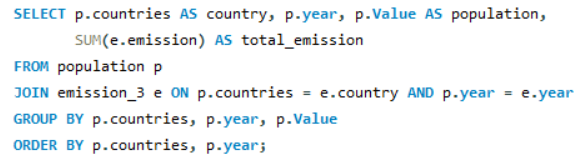 SELECT p.countries AS country, p.year, p.Value AS population,
SUM(e.emission) AS total_emission
FROM population p
JOIN emission_3 e ON p.countries = e.country AND p.year = e.year
GROUP BY p.countries, p.year, p.Value
ORDER BY p.countries, p.year;